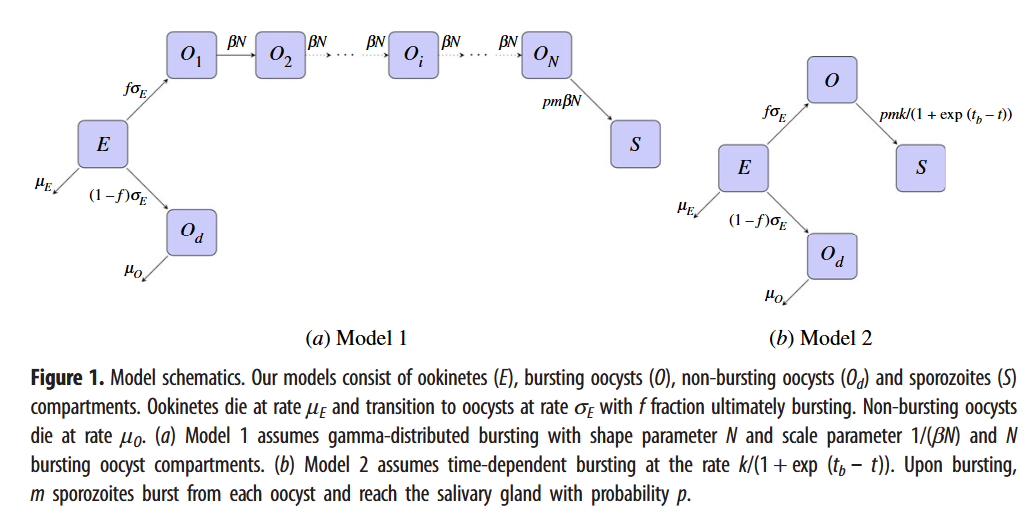 O1 βN O2 βN ... βN Oi βN ... βN ON
fσE
pmβN
E
S
μE
(1−f)σE
Od
μO
(a) Model 1
O
fσE
pmk/(1 + exp (tb − t))
E
S
μE
(1−f)σE
Od
μO
(b) Model 2
Figure 1. Model schematics. Our models consist of ookinetes (E), bursting oocysts (O), non-bursting oocysts (Od) and sporozoites (S)
compartments. Ookinetes die at rate μE and transition to oocysts at rate σE with f fraction ultimately bursting. Non-bursting oocysts
die at rate μO. (a) Model 1 assumes gamma-distributed bursting with shape parameter N and scale parameter 1/(βN) and N
bursting oocyst compartments. (b) Model 2 assumes time-dependent bursting at the rate k/(1 + exp (tb − t)). Upon bursting,
m sporozoites burst from each oocyst and reach the salivary gland with probability p.